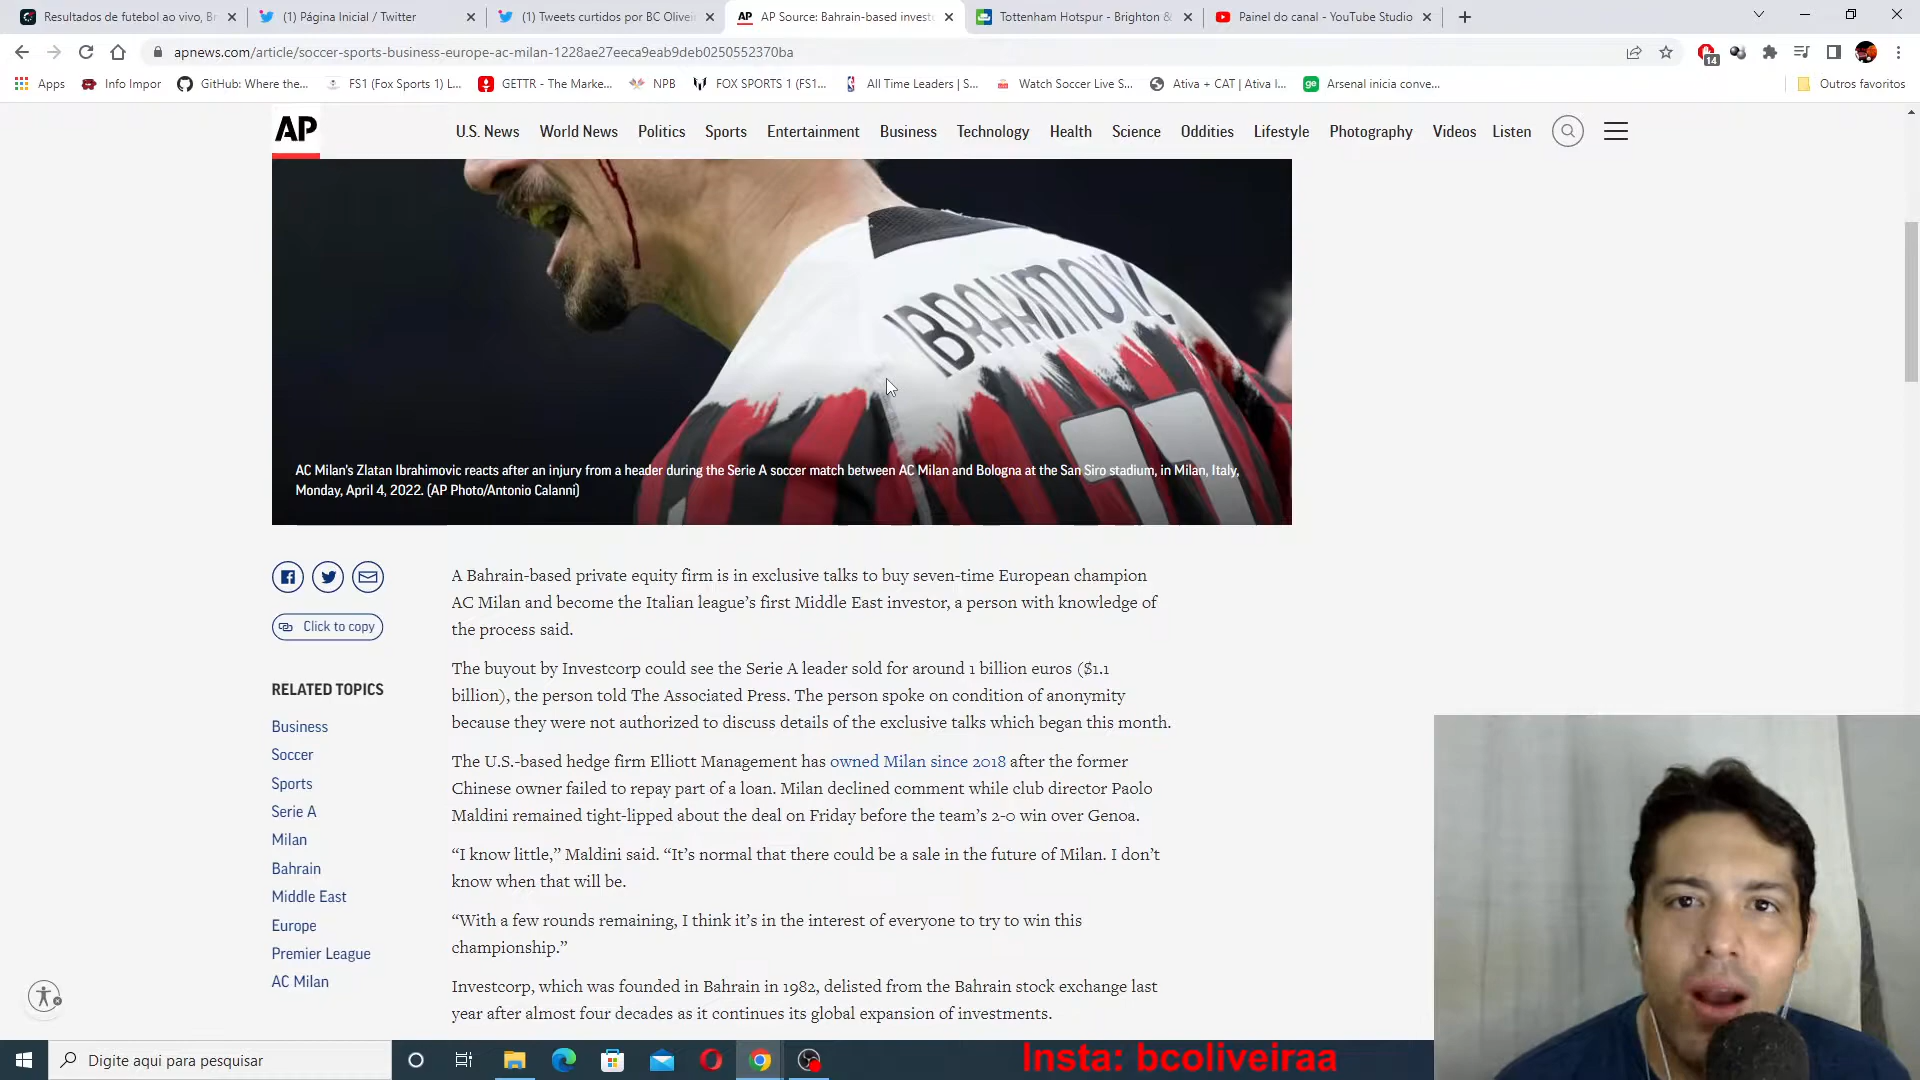 Resultados de futebol ao vivo, Br
(1) Página Inicial / Twitter
(1) Tweets curtidos por BC Olivei
AP Source: Bahrain-based invest
Tottenham Hotspur - Brighton &
Painel do canal - YouTube Studio
apnews.com/article/soccer-sports-business-europe-ac-milan-1228ae27eeca9eab9deb0250552370ba
14
Apps
Info Impor
GitHub: Where the...
FS1 (Fox Sports 1) L...
GETTR - The Marke...
NPB
FOX SPORTS 1 (FS1...
All Time Leaders | S...
Watch Soccer Live S...
Ativa + CAT | Ativa I...
Arsenal inicia conve...
Outros favoritos
AP
U.S. News
World News
Politics
Sports
Entertainment
Business
Technology
Health
Science
Oddities
Lifestyle
Photography
Videos
Listen
IBRAHIMOVIĆ
11
AC Milan's Zlatan Ibrahimovic reacts after an injury from a header during the Serie A soccer match between AC Milan and Bologna at the San Siro stadium, in Milan, Italy,
Monday, April 4, 2022. (AP Photo/Antonio Calanni)
Click to copy
RELATED TOPICS
Business
Soccer
Sports
Serie A
Milan
Bahrain
Middle East
Europe
Premier League
AC Milan
A Bahrain-based private equity firm is in exclusive talks to buy seven-time European champion
AC Milan and become the Italian league's first Middle East investor, a person with knowledge of
the process said.
The buyout by Investcorp could see the Serie A leader sold for around 1 billion euros ($1.1
billion), the person told The Associated Press. The person spoke on condition of anonymity
because they were not authorized to discuss details of the exclusive talks which began this month.
The U.S.-based hedge firm Elliott Management has owned Milan since 2018 after the former
Chinese owner failed to repay part of a loan. Milan declined comment while club director Paolo
Maldini remained tight-lipped about the deal on Friday before the team's 2-0 win over Genoa.
“I know little,” Maldini said. “It's normal that there could be a sale in the future of Milan. I don't
know when that will be.
“With a few rounds remaining, I think it's in the interest of everyone to try to win this
championship.”
Investcorp, which was founded in Bahrain in 1982, delisted from the Bahrain stock exchange last
year after almost four decades as it continues its global expansion of investments.
Digite aqui para pesquisar
Insta: bcoliveiraa